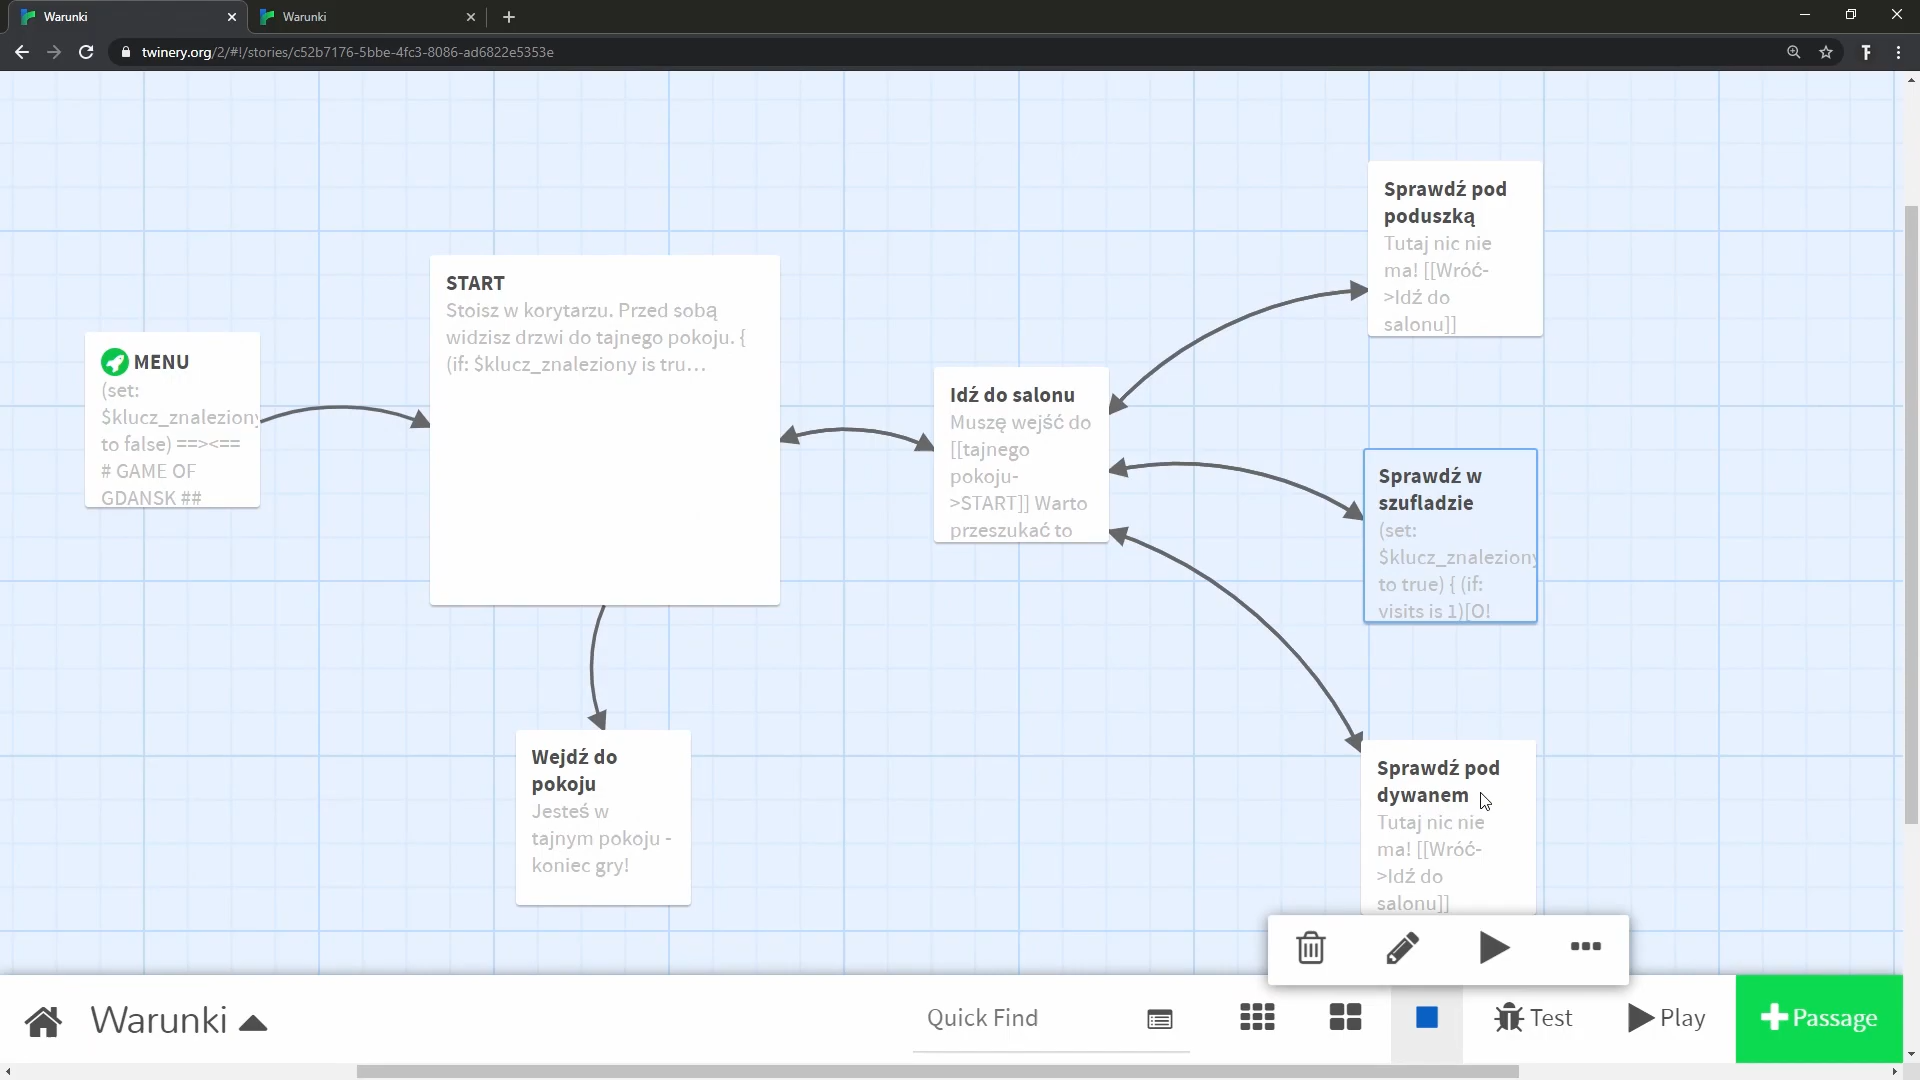 Warunki
Warunki
twinery.org/2/#!/stories/c52b7176-5bbe-4fc3-8086-ad6822e5353e
Sprawdź pod
poduszką
Tutaj nic nie
ma! [[Wróć-
>Idź do
salonu]]
START
Stoisz w korytarzu. Przed sobą
widzisz drzwi do tajnego pokoju. {
(if: $klucz_znaleziony is tru...
MENU
(set:
$klucz_znaleziony
to false) ==><==
# GAME OF
GDANSK ##
Idź do salonu
Muszę wejść do
[[tajnego
pokoju-
>START]] Warto
przeszukać to
Sprawdź w
szufladzie
(set:
$klucz_znaleziony
to true) { (if:
visits is 1)[O!
Wejdź do
pokoju
Jesteś w
tajnym pokoju -
koniec gry!
Sprawdź pod
dywanem
Tutaj nic nie
ma! [[Wróć-
>Idź do
salonu]]
Warunki
Quick Find
Test
Play
Passage